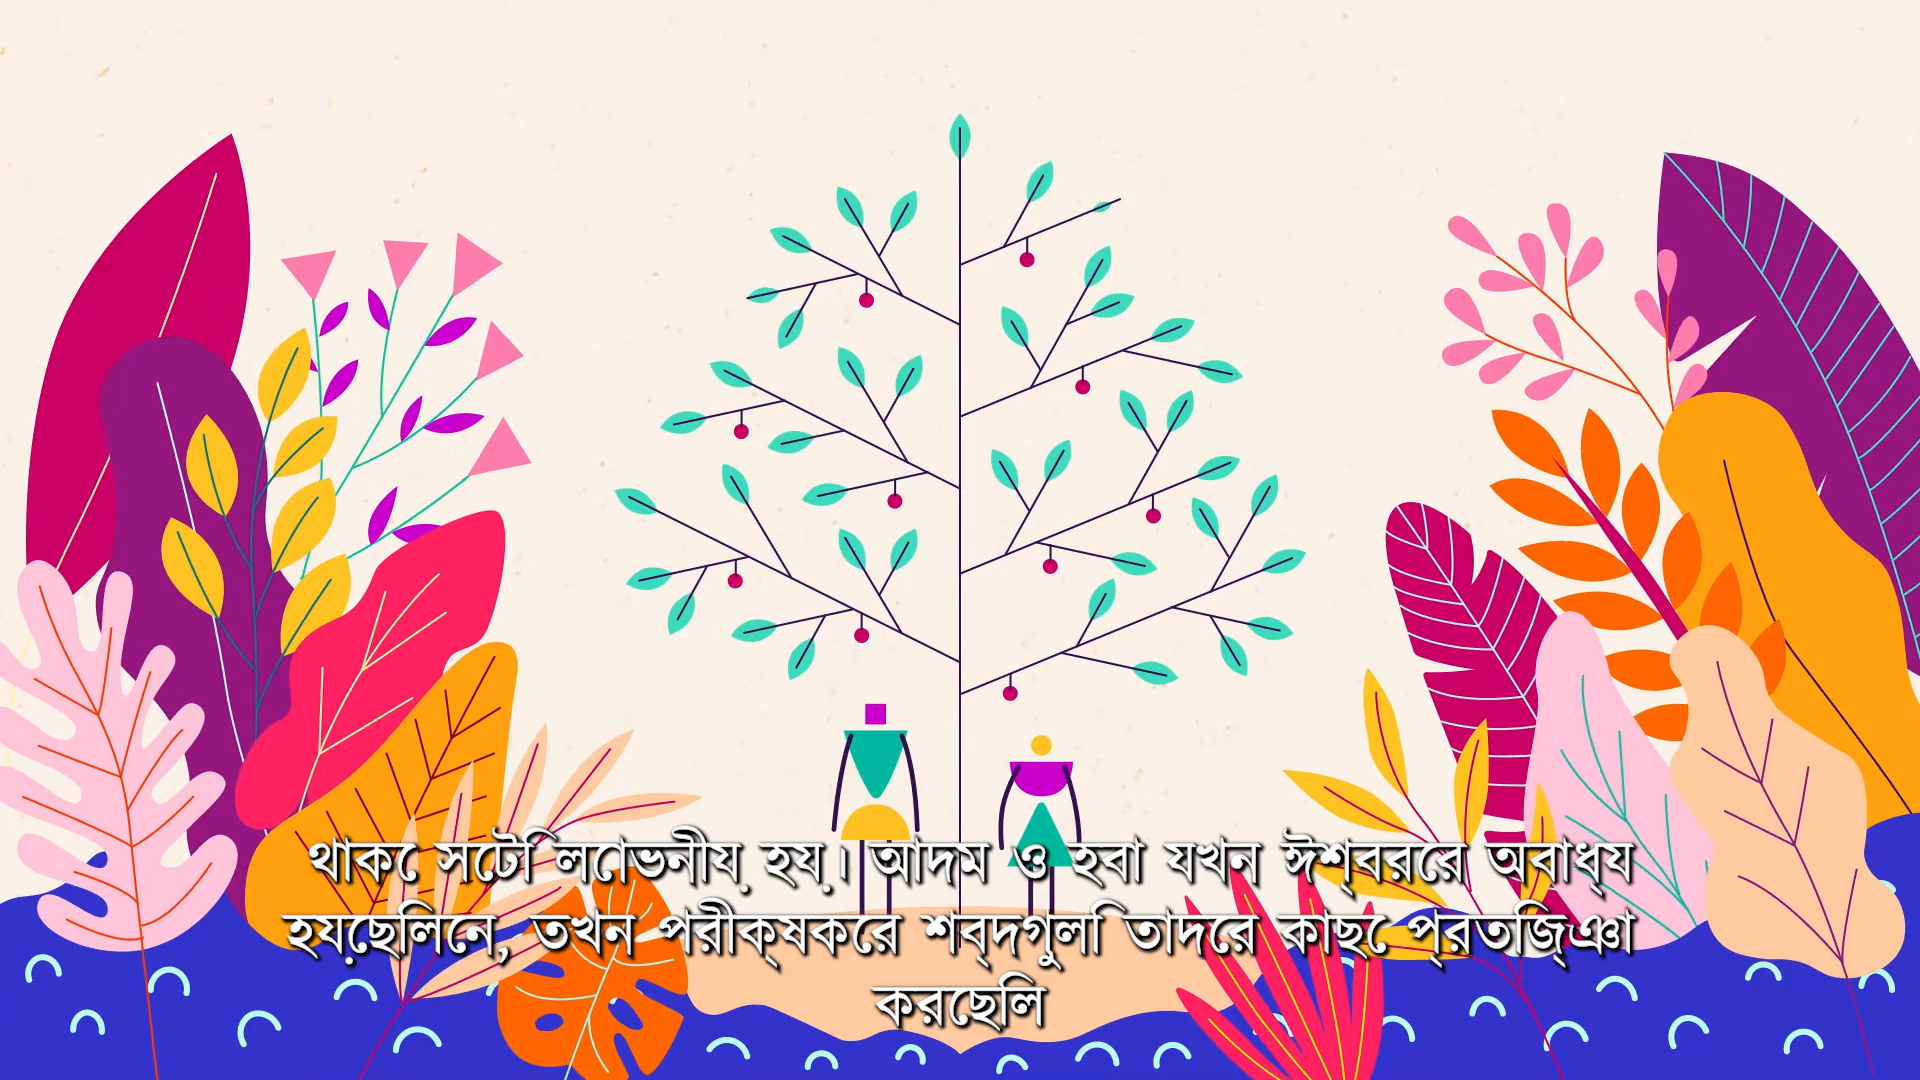 থাকে সেটা লোভনীয় হয়। আদম ও হবা যখন ঈশ্বরের অবাধ্য
হয়েছিলেন, তখন পরীক্ষকের শব্দগুলি তাদের কাছে প্রতিজ্ঞা
করেছিল